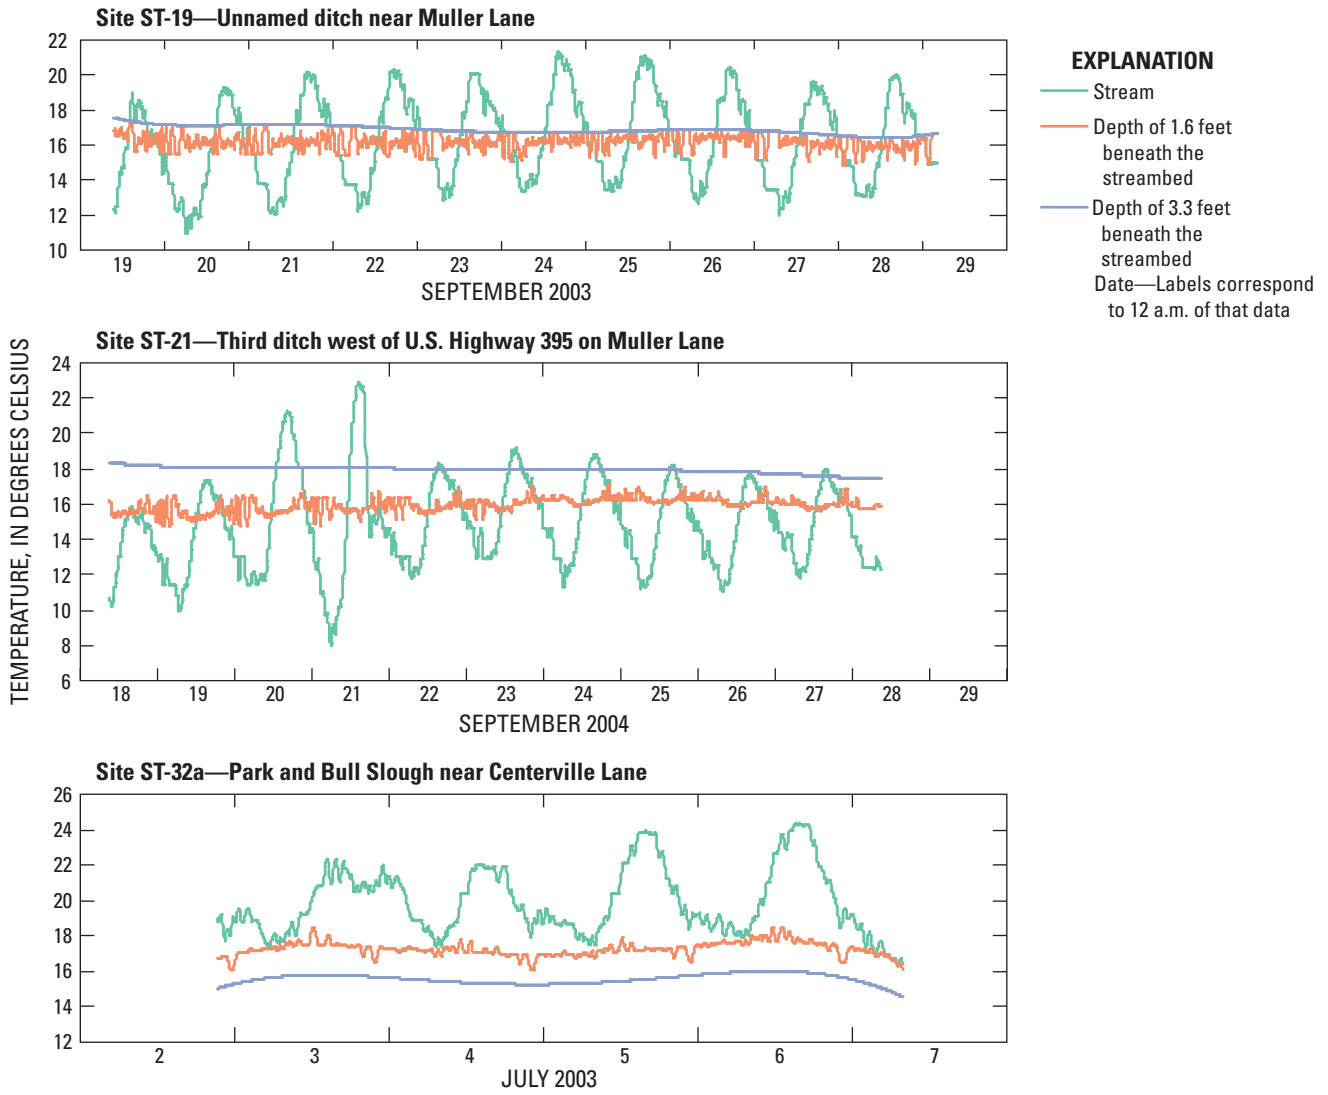 Site ST-19—Unnamed ditch near Muller Lane
22
20
18
16
14
12
10
19 20 21 22 23 24 25 26 27 28 29
SEPTEMBER 2003
EXPLANATION
Stream
Depth of 1.6 feet
beneath the
streambed
Depth of 3.3 feet
beneath the
streambed
Date—Labels correspond
to 12 a.m. of that data
TEMPERATURE, IN DEGREES CELSIUS
Site ST-21—Third ditch west of U.S. Highway 395 on Muller Lane
24
22
20
18
16
14
12
10
8
6
18 19 20 21 22 23 24 25 26 27 28 29
SEPTEMBER 2004
Site ST-32a—Park and Bull Slough near Centerville Lane
26
24
22
20
18
16
14
12
2 3 4 5 6 7
JULY 2003